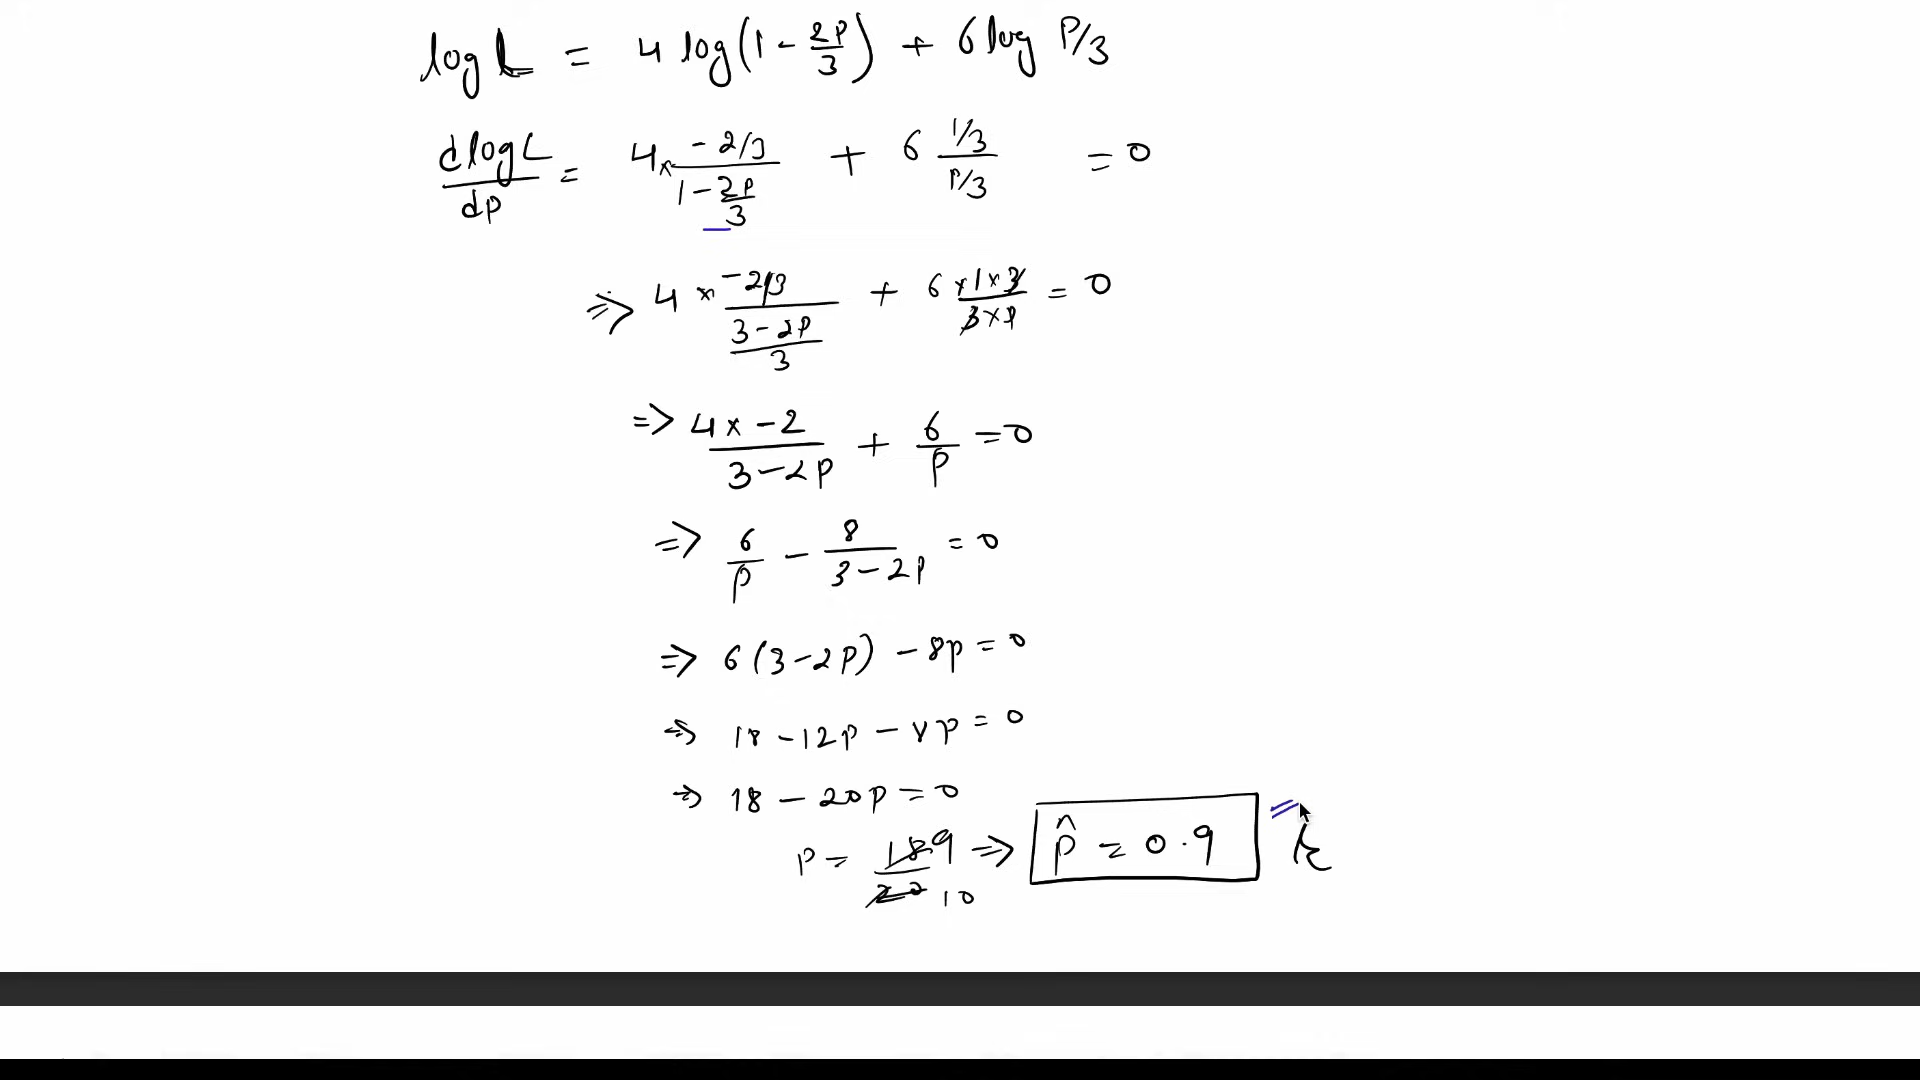 log L = 4 log(1 - 2P/3) + 6 log P/3
dlogL/dp = 4 × (-2/3)/(1 - 2P/3) + 6 (1/3)/(P/3) = 0
⇒ 4 × (-2/3)/((3 - 2P)/3) + (6 × 1 × 3)/(3 × P) = 0
⇒ (4 × -2)/(3 - 2P) + 6/P = 0
⇒ 6/P - 8/(3 - 2P) = 0
⇒ 6(3 - 2P) - 8p = 0
⇒ 18 - 12p - 8p = 0
⇒ 18 - 20p = 0
P = 18/20 9/10 ⇒ p̂ = 0.9